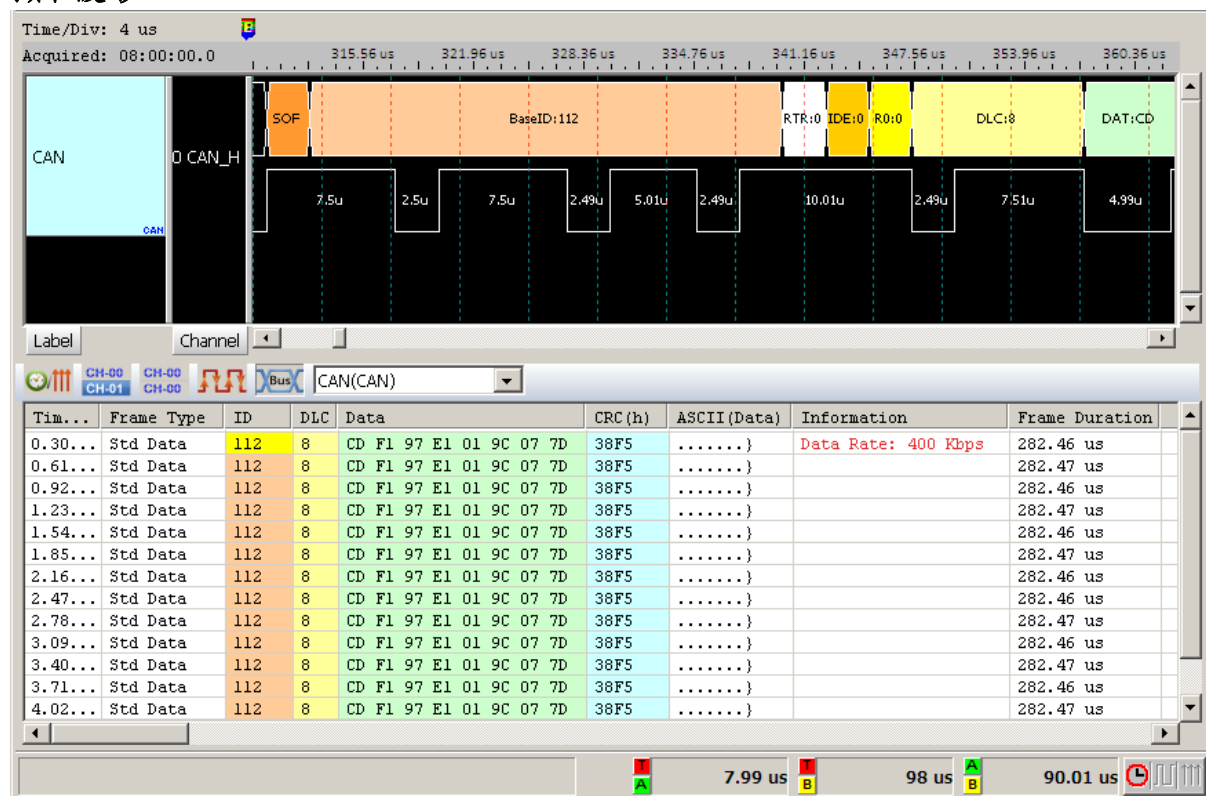 Time/Div: 4 us
Acquired: 08:00:00.0 315.56 us 321.96 us 328.36 us 334.76 us 341.16 us 347.56 us 353.96 us 360.36 us
SOF BaseID:112 RTR:0 IDE:0 R0:0 DLC:8 DAT:CD
CAN 0 CAN_H
7.5u 2.5u 7.5u 2.49u 5.01u 2.49u 10.01u 2.49u 7.51u 4.99u
CAN
Label Channel
CH-00 CH-00
CH-01 CH-00 Bus CAN(CAN)
Tim... Frame Type ID DLC Data CRC(h) ASCII(Data) Information Frame Duration
0.30... Std Data 112 8 CD F1 97 E1 01 9C 07 7D 38F5 .......} Data Rate: 400 Kbps 282.46 us
0.61... Std Data 112 8 CD F1 97 E1 01 9C 07 7D 38F5 .......} 282.47 us
0.92... Std Data 112 8 CD F1 97 E1 01 9C 07 7D 38F5 .......} 282.46 us
1.23... Std Data 112 8 CD F1 97 E1 01 9C 07 7D 38F5 .......} 282.47 us
1.54... Std Data 112 8 CD F1 97 E1 01 9C 07 7D 38F5 .......} 282.46 us
1.85... Std Data 112 8 CD F1 97 E1 01 9C 07 7D 38F5 .......} 282.47 us
2.16... Std Data 112 8 CD F1 97 E1 01 9C 07 7D 38F5 .......} 282.46 us
2.47... Std Data 112 8 CD F1 97 E1 01 9C 07 7D 38F5 .......} 282.46 us
2.78... Std Data 112 8 CD F1 97 E1 01 9C 07 7D 38F5 .......} 282.47 us
3.09... Std Data 112 8 CD F1 97 E1 01 9C 07 7D 38F5 .......} 282.46 us
3.40... Std Data 112 8 CD F1 97 E1 01 9C 07 7D 38F5 .......} 282.47 us
3.71... Std Data 112 8 CD F1 97 E1 01 9C 07 7D 38F5 .......} 282.46 us
4.02... Std Data 112 8 CD F1 97 E1 01 9C 07 7D 38F5 .......} 282.47 us
T A 7.99 us T B 98 us A B 90.01 us